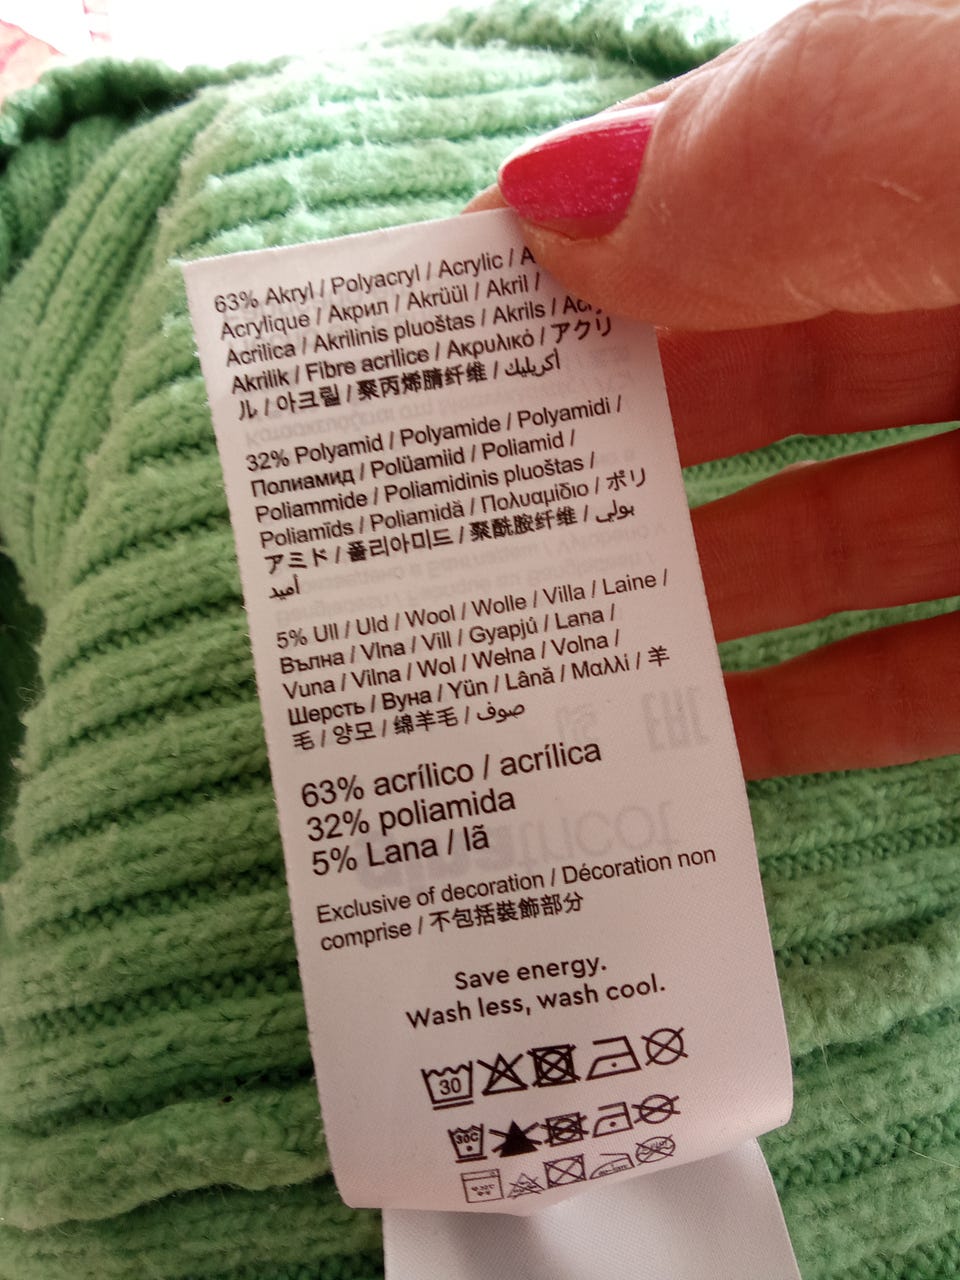 63% Akryl / Polyacryl / Acrylic /
Acrylique / Акрил / Akrüül / Akril /
Acrilica / Akrilinis pluoštas / Akrils /
Akrilik / Fibre acrilice / Ακρυλικό / アクリ
ル / 아크릴 / 聚丙烯腈纤维 / أكريليك
32% Polyamid / Polyamide / Polyamidi /
Полиамид / Polüamiid / Poliamid /
Poliammide / Poliamidinis pluoštas /
Poliamīds / Poliamidă / Πολυαμίδιο / ポリ
アミド / 폴리아미드 / 聚酰胺纤维 / بولي
أميد
5% Ull / Uld / Wool / Wolle / Villa / Laine /
Вълна / Vlna / Vill / Gyapjú / Lana /
Vuna / Vilna / Wol / Wełna / Volna /
Шерсть / Вуна / Yün / Lână / Μαλλί / 羊
毛 / 양모 / 绵羊毛 / صوف
63% acrílico / acrílica
32% poliamida
5% Lana / lã
Exclusive of decoration / Décoration non
comprise / 不包括裝飾部分
Save energy.
Wash less, wash cool.
30
30C